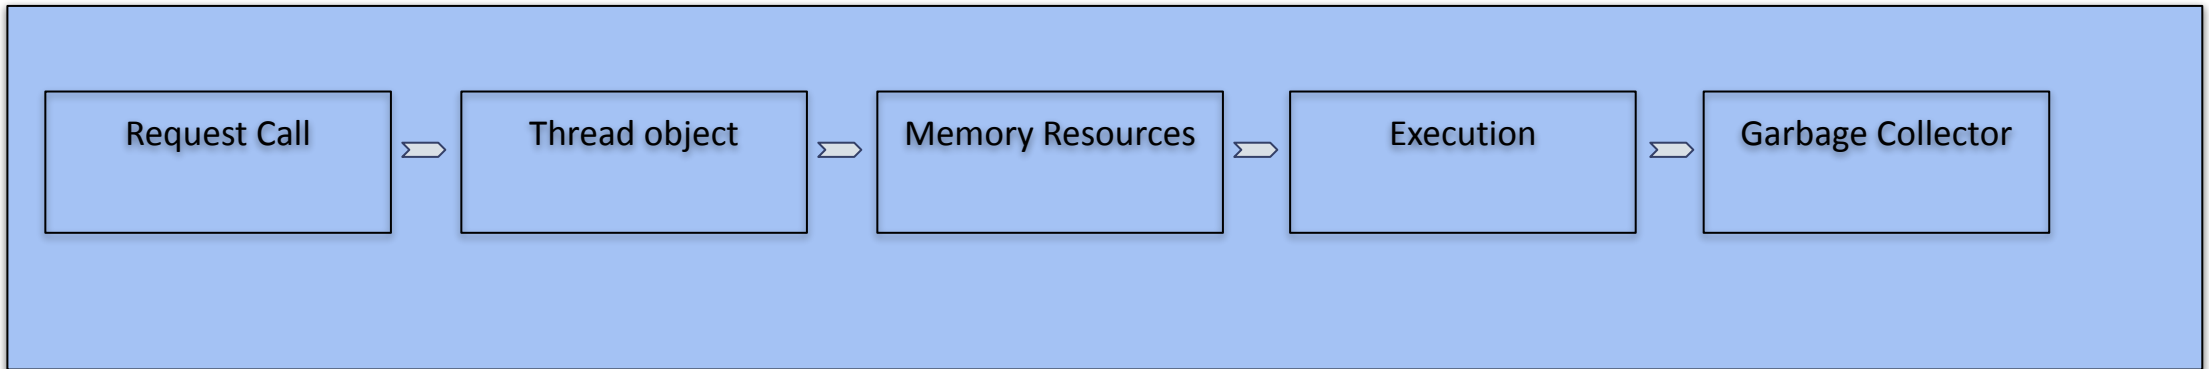 Request Call
Thread object
Memory Resources
Execution
Garbage Collector